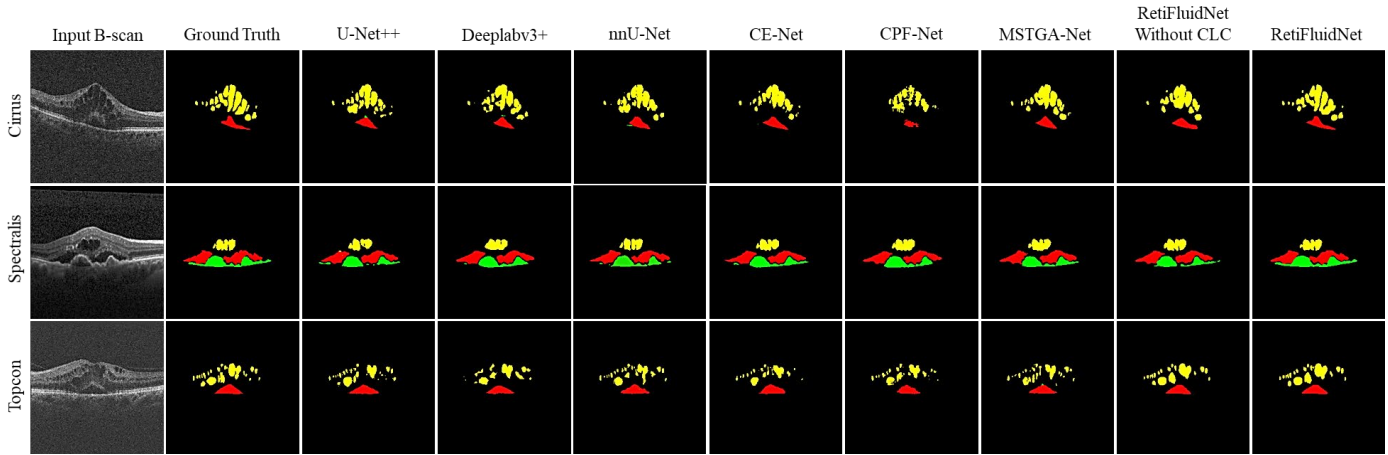 Input B-scan
Ground Truth
U-Net++
Deeplabv3+
nnU-Net
CE-Net
CPF-Net
MSTGA-Net
RetiFluidNet
Without CLC
RetiFluidNet
Cirrus
Spectralis
Topcon